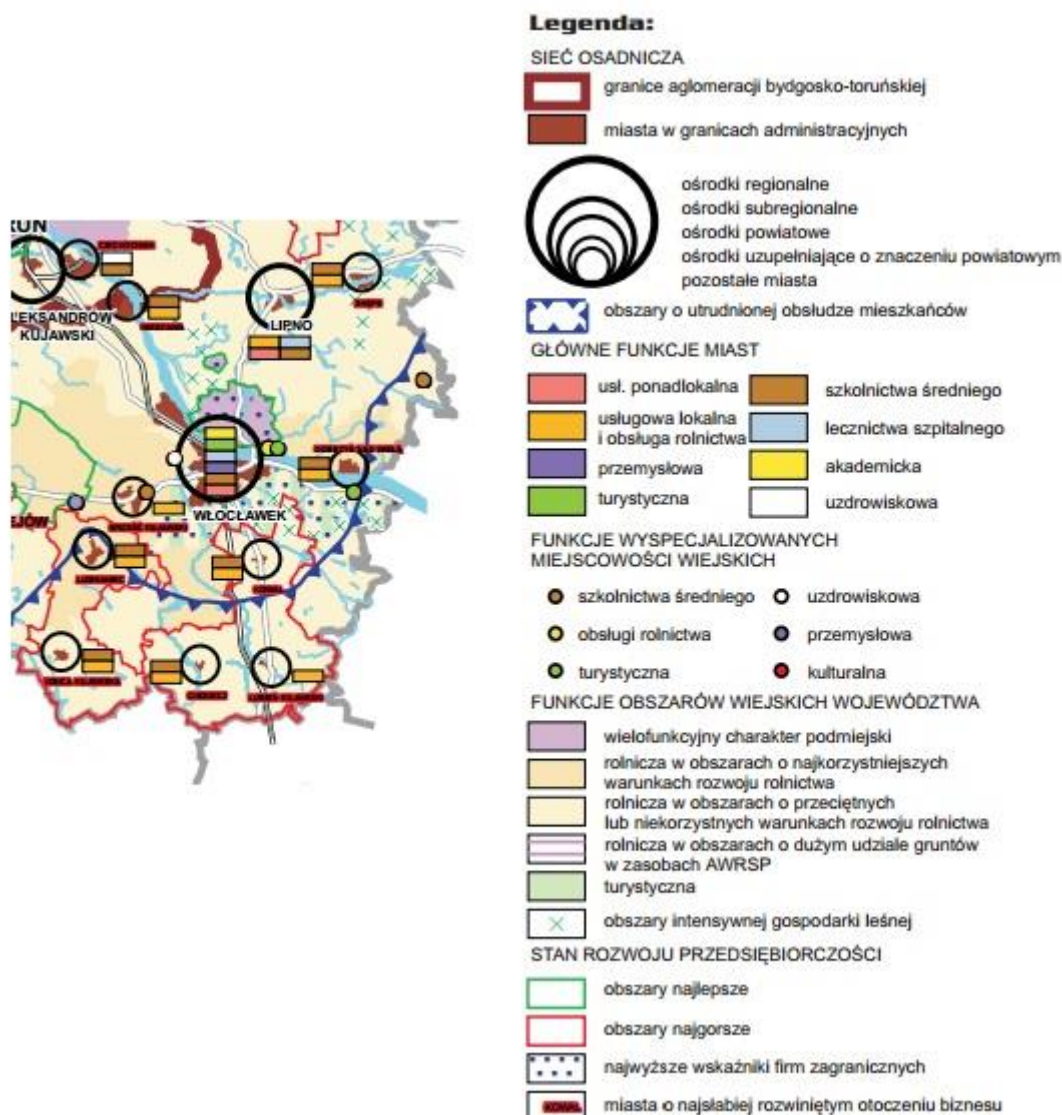 Legenda:
SIEĆ OSADNICZA
granice aglomeracji bydgosko-toruńskiej
miasta w granicach administracyjnych
ośrodki regionalne
ośrodki subregionalne
ośrodki powiatowe
ośrodki uzupełniające o znaczeniu powiatowym
pozostałe miasta
obszary o utrudnionej obsłudze mieszkańców
GŁÓWNE FUNKCJE MIAST
usł. ponadlokalna
szkolnictwa średniego
usługowa lokalna
i obsługa rolnictwa
lecznictwa szpitalnego
przemysłowa
akademicka
turystyczna
uzdrowiskowa
FUNKCJE WYSPECJALIZOWANYCH
MIEJSCOWOŚCI WIEJSKICH
szkolnictwa średniego
uzdrowiskowa
obsługi rolnictwa
przemysłowa
turystyczna
kulturalna
FUNKCJE OBSZARÓW WIEJSKICH WOJEWÓDZTWA
wielofunkcyjny charakter podmiejski
rolnicza w obszarach o najkorzystniejszych
warunkach rozwoju rolnictwa
rolnicza w obszarach o przeciętnych
lub niekorzystnych warunkach rozwoju rolnictwa
rolnicza w obszarach o dużym udziale gruntów
w zasobach AWRSP
turystyczna
obszary intensywnej gospodarki leśnej
STAN ROZWOJU PRZEDSIĘBIORCZOŚCI
obszary najlepsze
obszary najgorsze
najwyższe wskaźniki firm zagranicznych
KOWAL
miasta o najsłabiej rozwiniętym otoczeniu biznesu
RUŃ
LEKSANDRÓW
KUJAWSKI
LIPNO
WŁOCŁAWEK
EJÓW
KOWAL